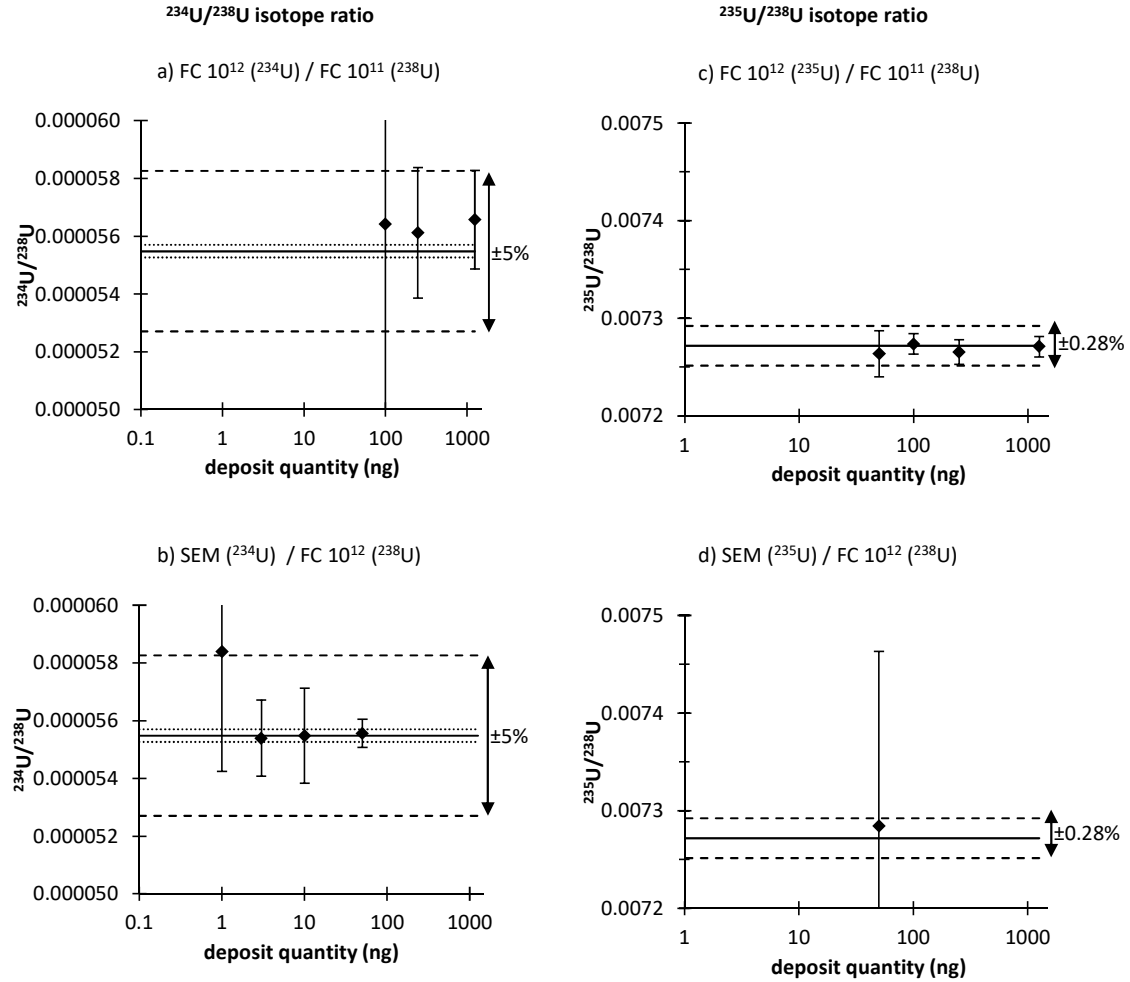 ²³⁴U/²³⁸U isotope ratio
a) FC 10¹² (²³⁴U) / FC 10¹¹ (²³⁸U)
0.000060
0.000058
0.000056
0.000054
0.000052
0.000050
²³⁴U/²³⁸U
±5%
0.1 1 10 100 1000
deposit quantity (ng)
b) SEM (²³⁴U) / FC 10¹² (²³⁸U)
0.000060
0.000058
0.000056
0.000054
0.000052
0.000050
²³⁴U/²³⁸U
±5%
0.1 1 10 100 1000
deposit quantity (ng)
²³⁵U/²³⁸U isotope ratio
c) FC 10¹² (²³⁵U) / FC 10¹¹ (²³⁸U)
0.0075
0.0074
0.0073
0.0072
²³⁵U/²³⁸U
±0.28%
1 10 100 1000
deposit quantity (ng)
d) SEM (²³⁵U) / FC 10¹² (²³⁸U)
0.0075
0.0074
0.0073
0.0072
²³⁵U/²³⁸U
±0.28%
1 10 100 1000
deposit quantity (ng)